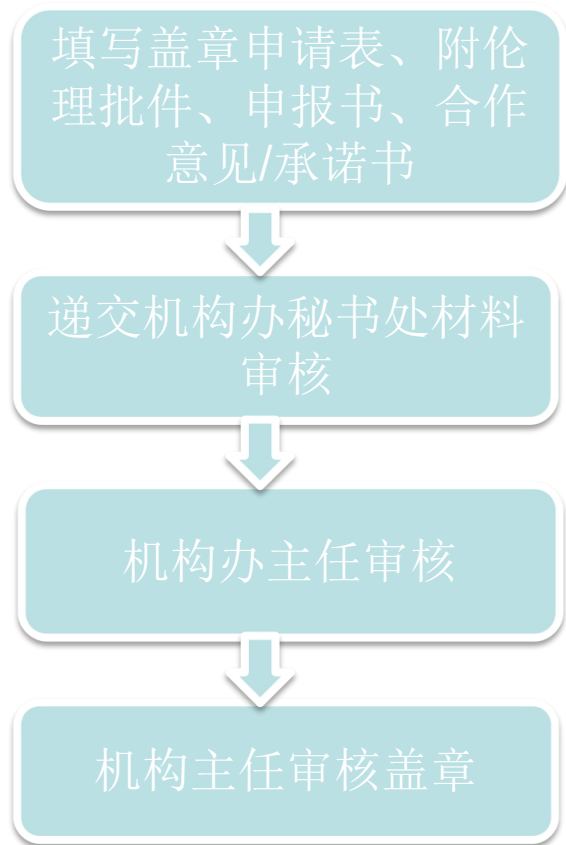 填写盖章申请表、附伦
理批件、申报书、合作
意见/承诺书
递交机构办秘书处材料
审核
机构办主任审核
机构主任审核盖章